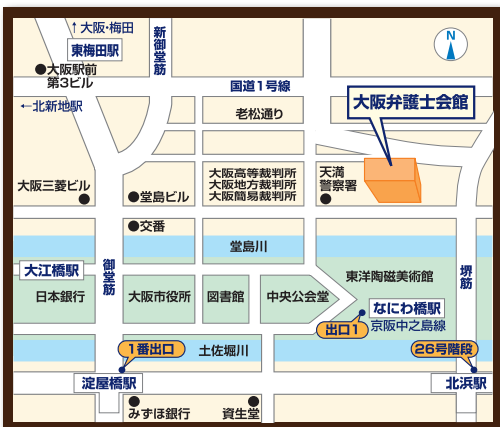 ↑大阪・梅田
東梅田駅
新御堂筋
N
●大阪駅前
第3ビル
国道1号線
大阪弁護士会館
←北新地駅
老松通り
大阪三菱ビル
●堂島ビル
大阪高等裁判所
大阪地方裁判所
大阪簡易裁判所
天満
警察署
●交番
堂島川
大江橋駅
御堂筋
東洋陶磁美術館
堺筋
日本銀行
大阪市役所
図書館
中央公会堂
なにわ橋駅
京阪中之島線
出口1
1番出口
土佐堀川
26号階段
淀屋橋駅
北浜駅
みずほ銀行
資生堂